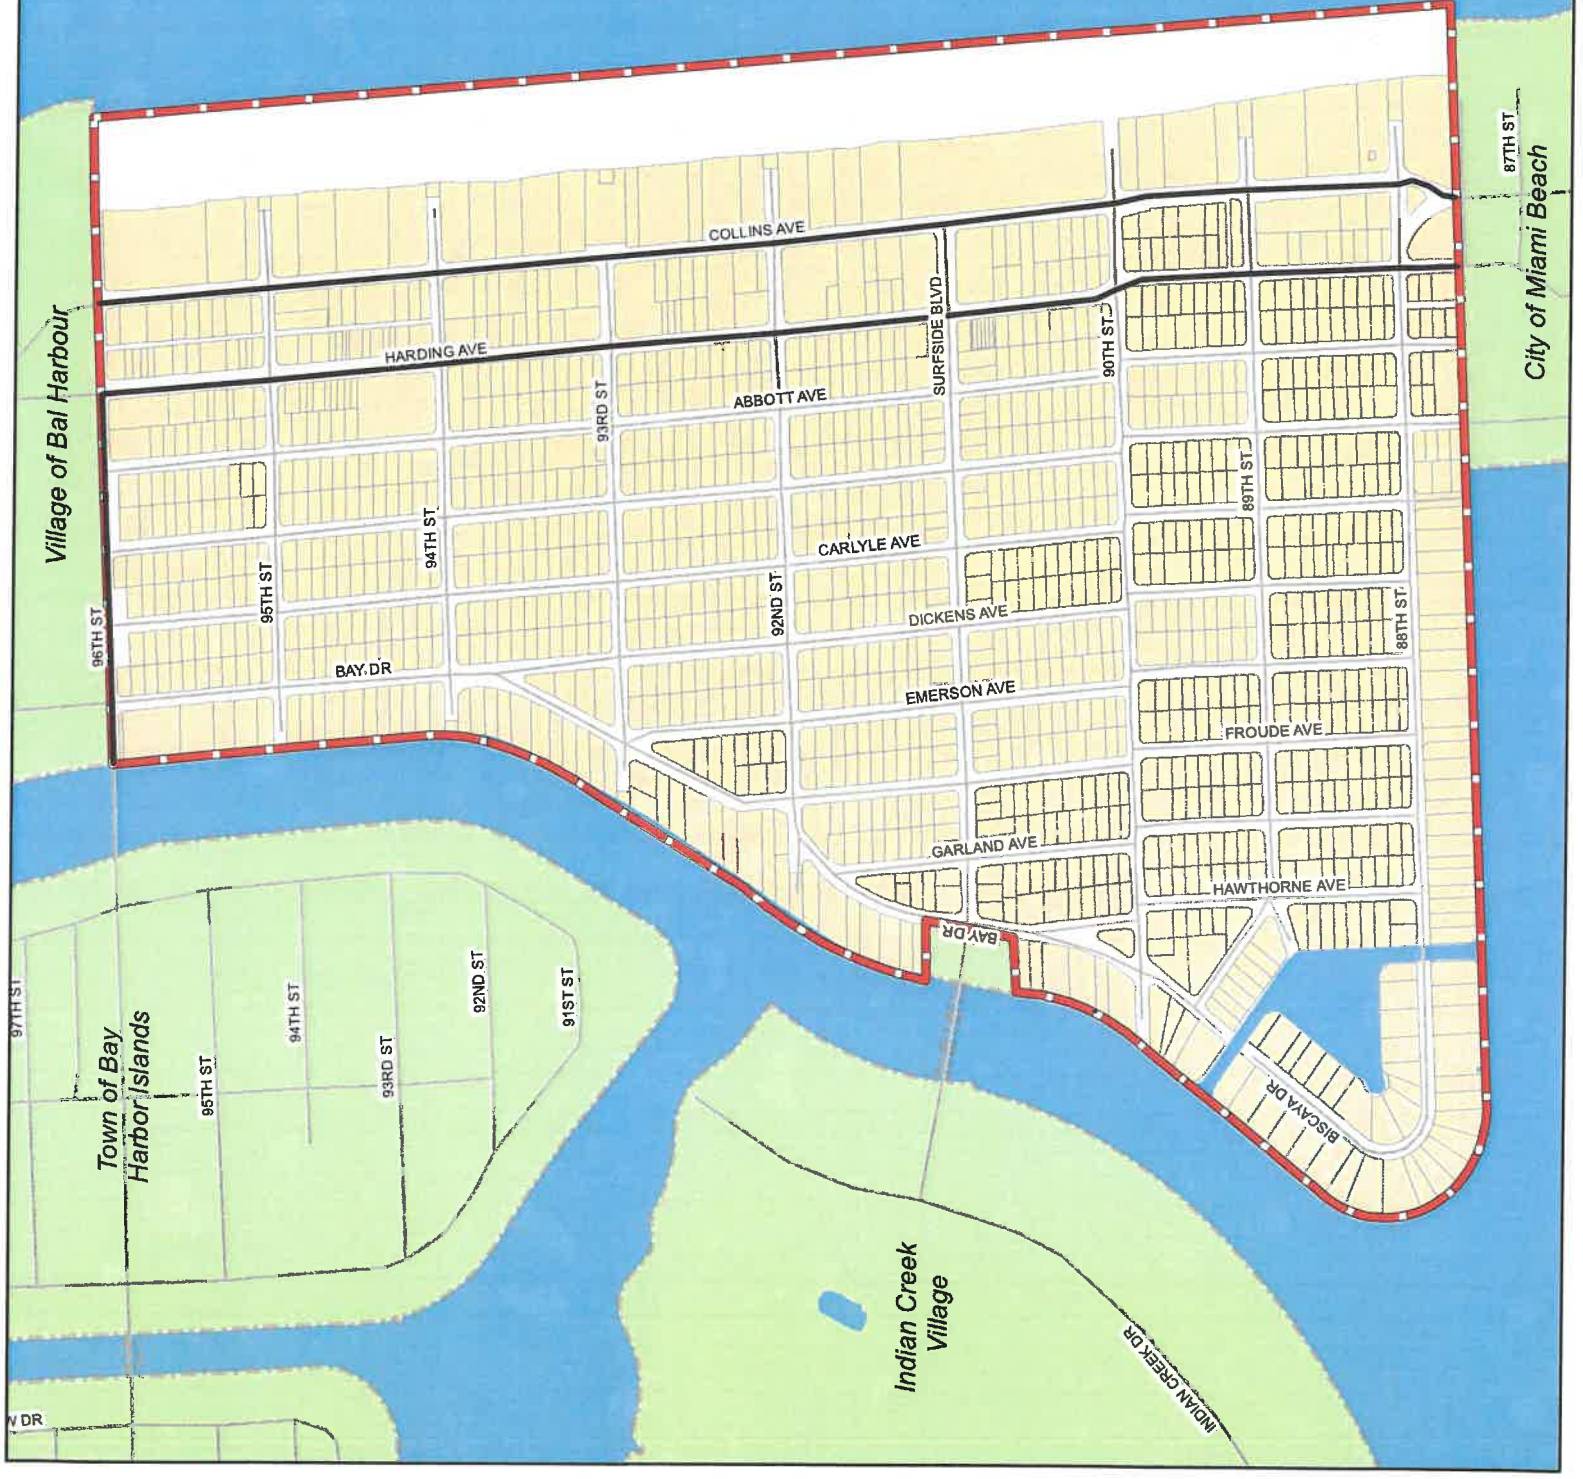 Village of Bal Harbour
96TH ST
COLLINS AVE
HARDING AVE
ABBOTT AVE
SURFSIDE BLVD
90TH ST
93RD ST
94TH ST
95TH ST
92ND ST
89TH ST
88TH ST
87TH ST
City of Miami Beach
CARLYLE AVE
DICKENS AVE
EMERSON AVE
FROUDE AVE
GARLAND AVE
HAWTHORNE AVE
BAY DR
BAY DR
BISCAYA DR
97TH ST
Town of Bay
Harbor Islands
95TH ST
94TH ST
93RD ST
92ND ST
91ST ST
Indian Creek
Village
INDIAN CREEK DR
W DR